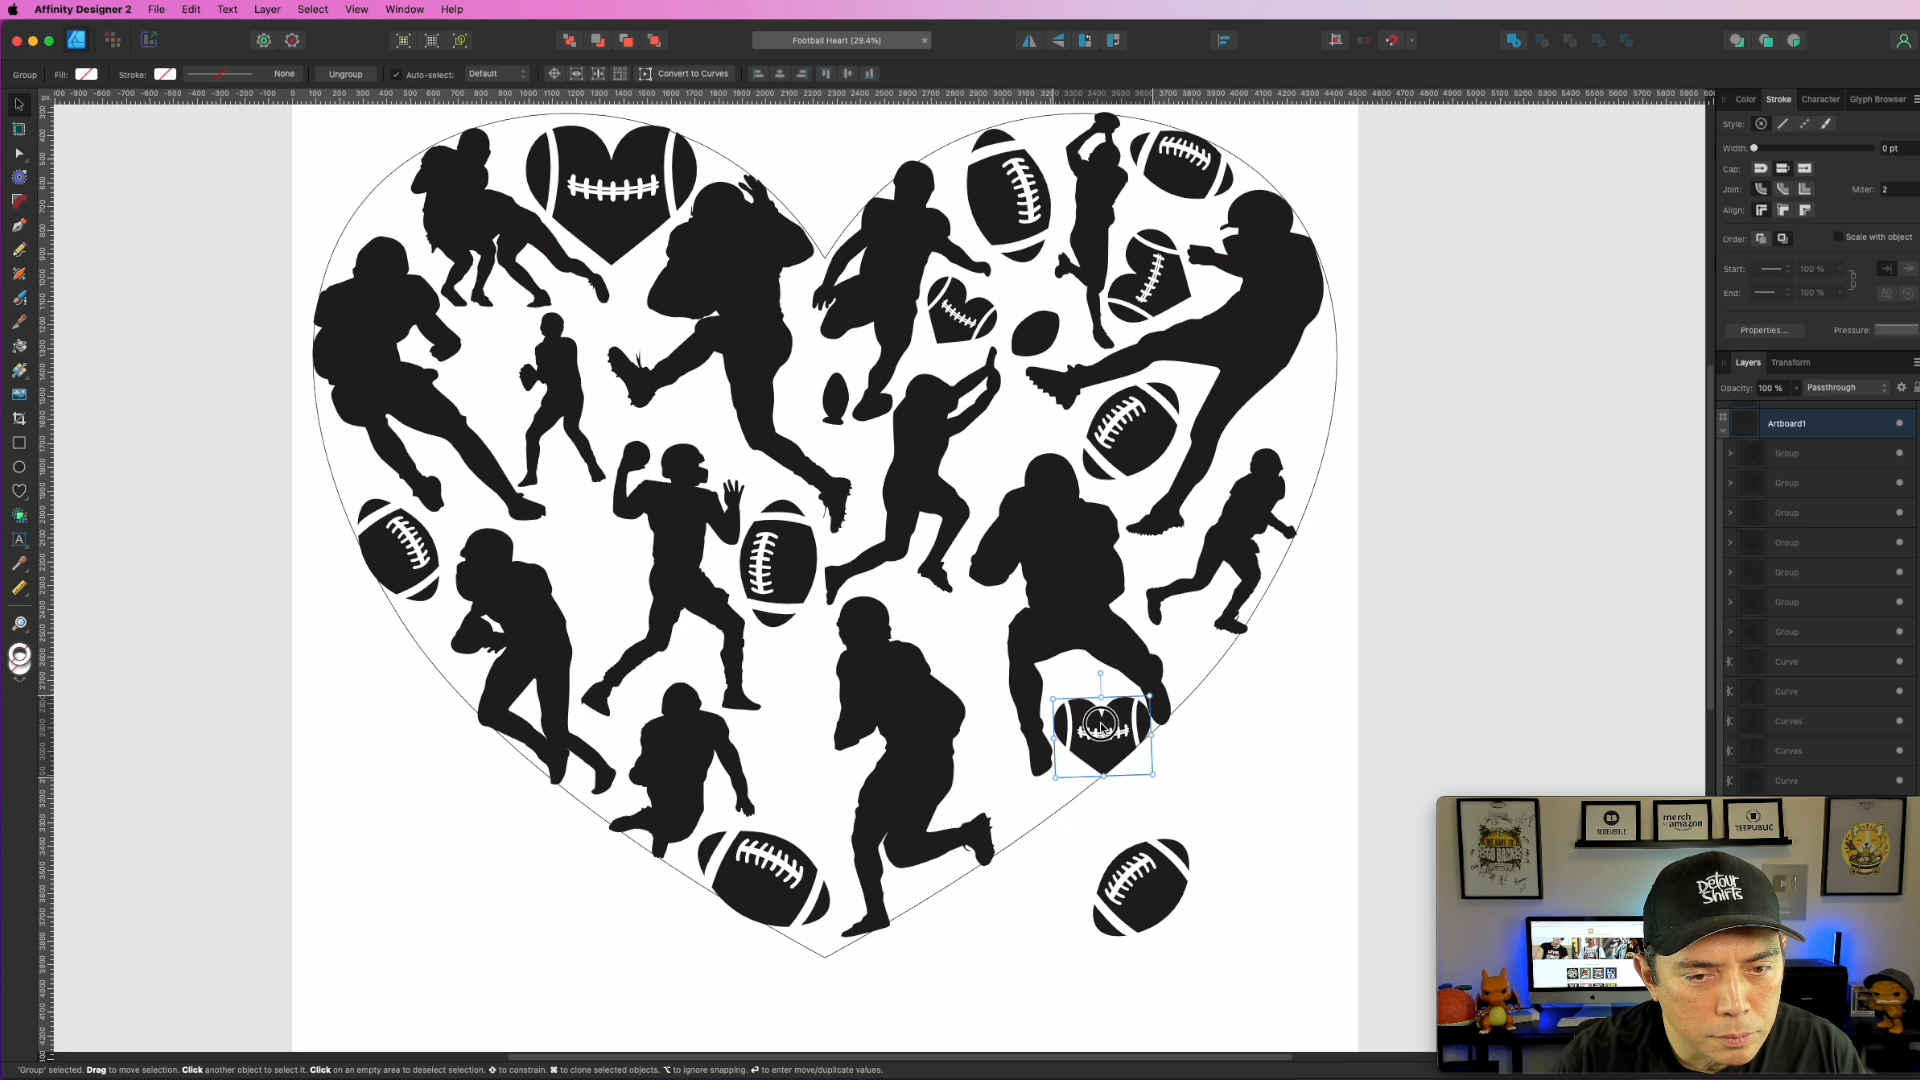 Affinity Designer 2 File Edit Text Layer Select View Window Help
Football Heart (29.4%)
Group Fill: Stroke: None Ungroup Auto-select: Default Convert to Curves
Color Stroke Character Glyph Browser
Style:
Width: 0 pt
Cap:
Join: Miter: 2
Align:
Order: Scale with object
Start: 100 %
End: 100 %
Properties... Pressure:
Layers Transform
Opacity: 100 % Passthrough
Artboard1
Group
Group
Group
Group
Group
Group
Group
Curve
Curve
Curves
Curves
Curve
REDBUBBLE
merch amazon
TEEPUBLIC
DETOUR
SHIRTS
'Group' selected. Drag to move selection. Click another object to select it. Click on an empty area to deselect selection. ⇧ to constrain. ⌘ to clone selected objects. ⌥ to ignore snapping. ⏎ to enter move/duplicate values.